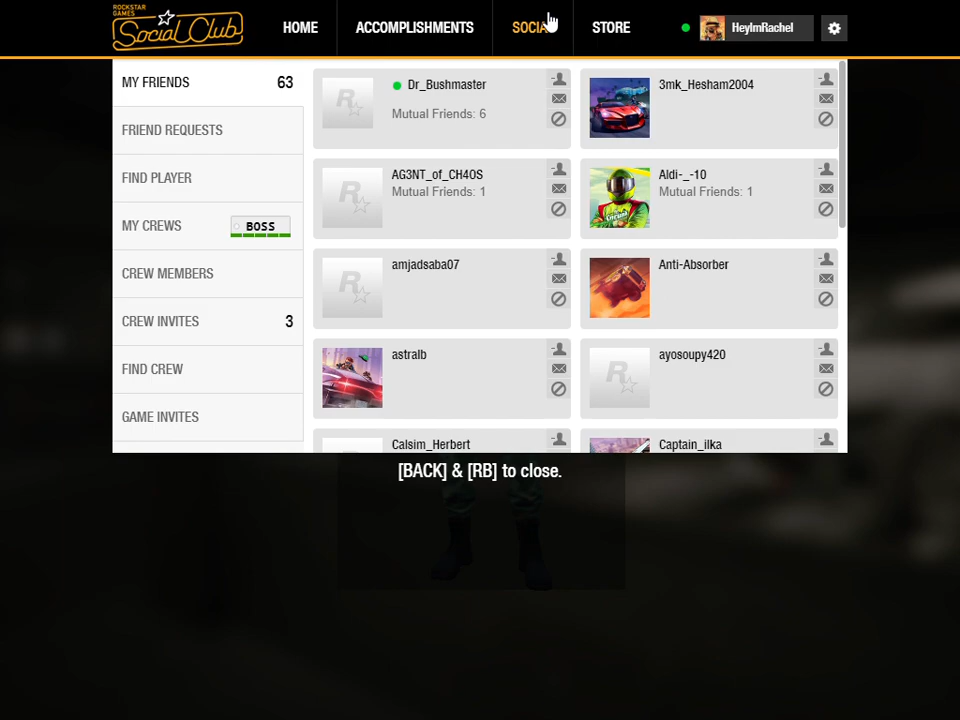 ROCKSTAR
GAMES
Social Club
HOME
ACCOMPLISHMENTS
SOCIAL
STORE
HeyImRachel
MY FRIENDS 63
FRIEND REQUESTS
FIND PLAYER
MY CREWS BOSS
CREW MEMBERS
CREW INVITES 3
FIND CREW
GAME INVITES
Dr_Bushmaster
Mutual Friends: 6
3mk_Hesham2004
AG3NT_of_CH4OS
Mutual Friends: 1
Aldi-_-10
Mutual Friends: 1
amjadsaba07
Anti-Absorber
astralb
ayosoupy420
Calsim_Herbert
Captain_ilka
[BACK] & [RB] to close.